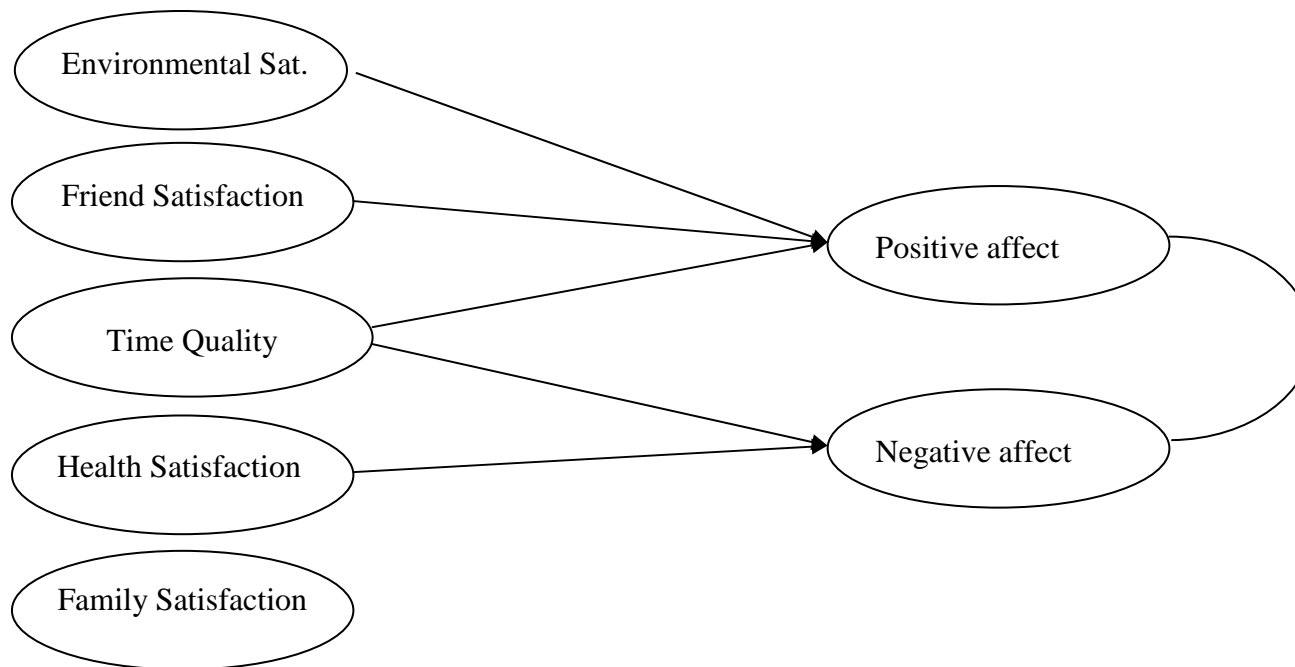 Environmental Sat.
Friend Satisfaction
Time Quality
Health Satisfaction
Family Satisfaction
Positive affect
Negative affect